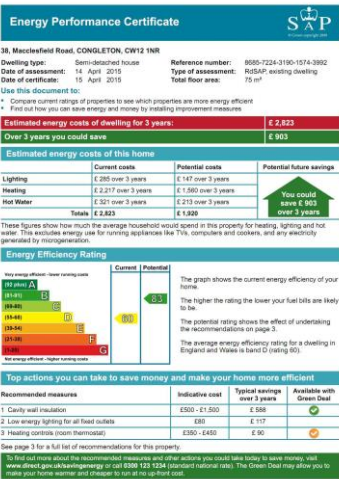 Energy Performance Certificate
SAP
38, Macclesfield Road, CONGLETON, CW12 1NR
Dwelling type: Semi-detached house Reference number: 8685-7224-3190-1574-3992
Date of assessment: 14 April 2015 Type of assessment: RdSAP, existing dwelling
Date of certificate: 15 April 2015 Total floor area: 75 m²
Use this document to:
• Compare current ratings of properties to see which properties are more energy efficient
• Find out how you can save energy and money by installing improvement measures
Estimated energy costs of dwelling for 3 years: £ 2,823
Over 3 years you could save £ 903
Estimated energy costs of this home
Current costs Potential costs Potential future savings
Lighting £ 285 over 3 years £ 147 over 3 years
Heating £ 2,217 over 3 years £ 1,560 over 3 years
Hot Water £ 321 over 3 years £ 213 over 3 years
Totals £ 2,823 £ 1,920
You could
save £ 903
over 3 years
These figures show how much the average household would spend in this property for heating, lighting and hot
water. This excludes energy use for running appliances like TVs, computers and cookers, and any electricity
generated by microgeneration.
Energy Efficiency Rating
Current Potential
Very energy efficient - lower running costs
(92 plus) A
(81-91) B
(69-80) C
(55-68) D
(39-54) E
(21-38) F
(1-20) G
Not energy efficient - higher running costs
60
83
The graph shows the current energy efficiency of your
home.
The higher the rating the lower your fuel bills are likely
to be.
The potential rating shows the effect of undertaking
the recommendations on page 3.
The average energy efficiency rating for a dwelling in
England and Wales is band D (rating 60).
Top actions you can take to save money and make your home more efficient
Recommended measures Indicative cost Typical savings over 3 years Available with Green Deal
1 Cavity wall insulation £500 - £1,500 £ 588
2 Low energy lighting for all fixed outlets £80 £ 117
3 Heating controls (room thermostat) £350 - £450 £ 90
See page 3 for a full list of recommendations for this property.
To find out more about the recommended measures and other actions you could take today to save money, visit
www.direct.gov.uk/savingenergy or call 0300 123 1234 (standard national rate). The Green Deal may allow you to
make your home warmer and cheaper to run at no up-front cost.